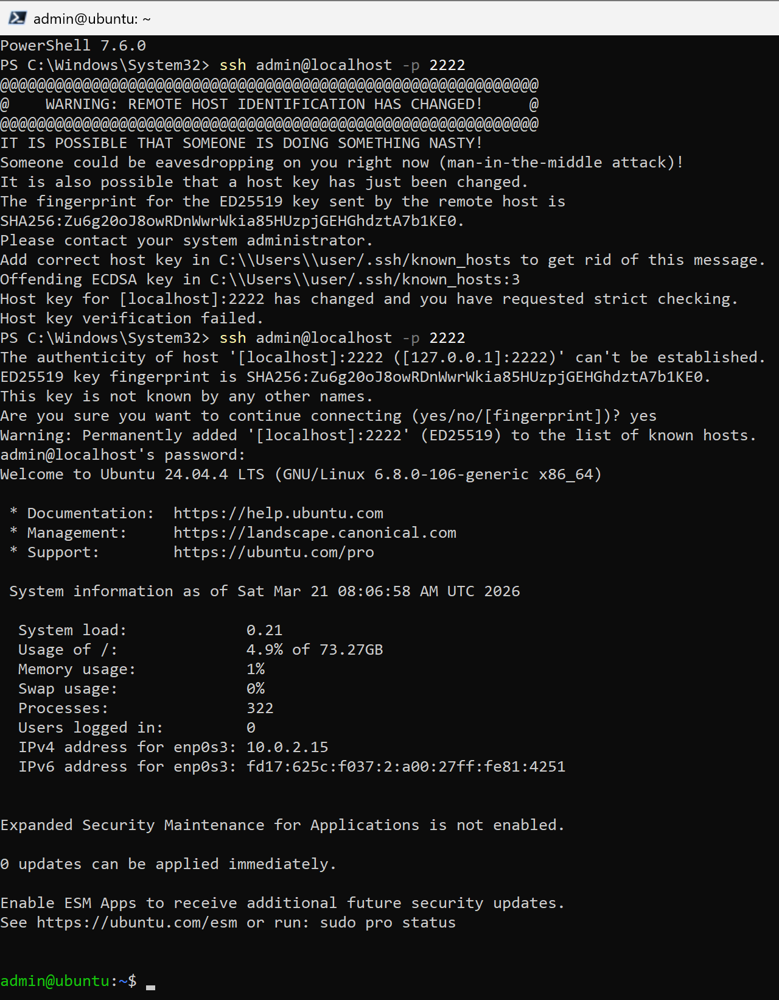 admin@ubuntu: ~
PowerShell 7.6.0
PS C:\Windows\System32> ssh admin@localhost -p 2222
@@@@@@@@@@@@@@@@@@@@@@@@@@@@@@@@@@@@@@@@@@@@@@@@@@@@@@@@@@@
@    WARNING: REMOTE HOST IDENTIFICATION HAS CHANGED!     @
@@@@@@@@@@@@@@@@@@@@@@@@@@@@@@@@@@@@@@@@@@@@@@@@@@@@@@@@@@@
IT IS POSSIBLE THAT SOMEONE IS DOING SOMETHING NASTY!
Someone could be eavesdropping on you right now (man-in-the-middle attack)!
It is also possible that a host key has just been changed.
The fingerprint for the ED25519 key sent by the remote host is
SHA256:Zu6g20oJ8owRDnWwrWkia85HUzpjGEHGhdztA7b1KE0.
Please contact your system administrator.
Add correct host key in C:\\Users\\user/.ssh/known_hosts to get rid of this message.
Offending ECDSA key in C:\\Users\\user/.ssh/known_hosts:3
Host key for [localhost]:2222 has changed and you have requested strict checking.
Host key verification failed.
PS C:\Windows\System32> ssh admin@localhost -p 2222
The authenticity of host '[localhost]:2222 ([127.0.0.1]:2222)' can't be established.
ED25519 key fingerprint is SHA256:Zu6g20oJ8owRDnWwrWkia85HUzpjGEHGhdztA7b1KE0.
This key is not known by any other names.
Are you sure you want to continue connecting (yes/no/[fingerprint])? yes
Warning: Permanently added '[localhost]:2222' (ED25519) to the list of known hosts.
admin@localhost's password:
Welcome to Ubuntu 24.04.4 LTS (GNU/Linux 6.8.0-106-generic x86_64)

 * Documentation:  https://help.ubuntu.com
 * Management:     https://landscape.canonical.com
 * Support:        https://ubuntu.com/pro

 System information as of Sat Mar 21 08:06:58 AM UTC 2026

  System load:             0.21
  Usage of /:              4.9% of 73.27GB
  Memory usage:            1%
  Swap usage:              0%
  Processes:               322
  Users logged in:         0
  IPv4 address for enp0s3: 10.0.2.15
  IPv6 address for enp0s3: fd17:625c:f037:2:a00:27ff:fe81:4251

Expanded Security Maintenance for Applications is not enabled.

0 updates can be applied immediately.

Enable ESM Apps to receive additional future security updates.
See https://ubuntu.com/esm or run: sudo pro status

admin@ubuntu:~$